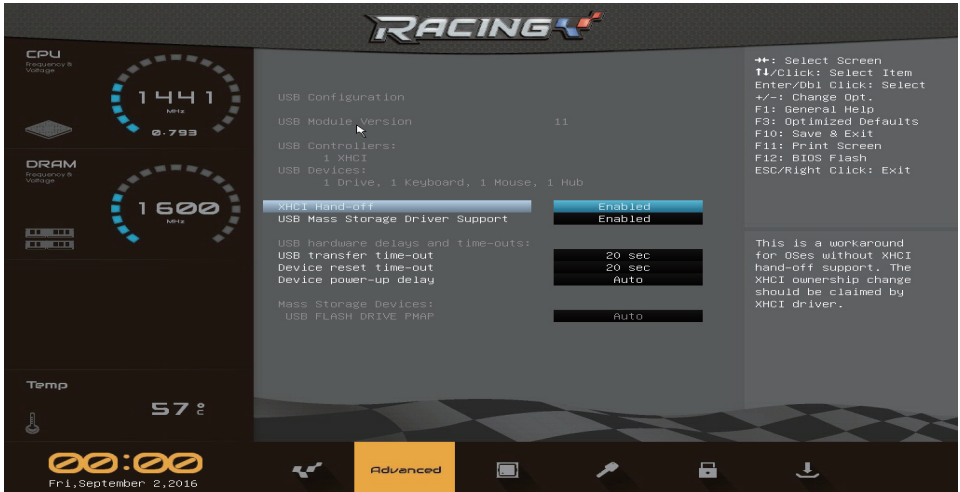 RACING
CPU
Frequency &
Voltage
1441
MHz
0.793
DRAM
Frequency &
Voltage
1600
MHz
Temp
57 °C
00:00
Fri,September 2,2016
USB Configuration
USB Module Version 11
USB Controllers:
1 XHCI
USB Devices:
1 Drive, 1 Keyboard, 1 Mouse, 1 Hub
XHCI Hand-off Enabled
USB Mass Storage Driver Support Enabled
USB hardware delays and time-outs:
USB transfer time-out 20 sec
Device reset time-out 20 sec
Device power-up delay Auto
Mass Storage Devices:
USB FLASH DRIVE PMAP Auto
→←: Select Screen
↑↓/Click: Select Item
Enter/Dbl Click: Select
+/-: Change Opt.
F1: General Help
F3: Optimized Defaults
F10: Save & Exit
F11: Print Screen
F12: BIOS Flash
ESC/Right Click: Exit
This is a workaround
for OSes without XHCI
hand-off support. The
XHCI ownership change
should be claimed by
XHCI driver.
Advanced